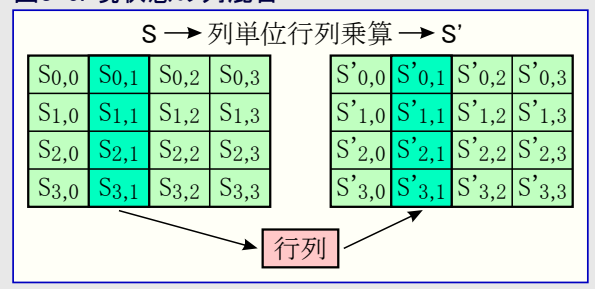 S → 列単位行列乗算 → S'
S0,0 S0,1 S0,2 S0,3 S'0,0 S'0,1 S'0,2 S'0,3
S1,0 S1,1 S1,2 S1,3 S'1,0 S'1,1 S'1,2 S'1,3
S2,0 S2,1 S2,2 S2,3 S'2,0 S'2,1 S'2,2 S'2,3
S3,0 S3,1 S3,2 S3,3 S'3,0 S'3,1 S'3,2 S'3,3
行列